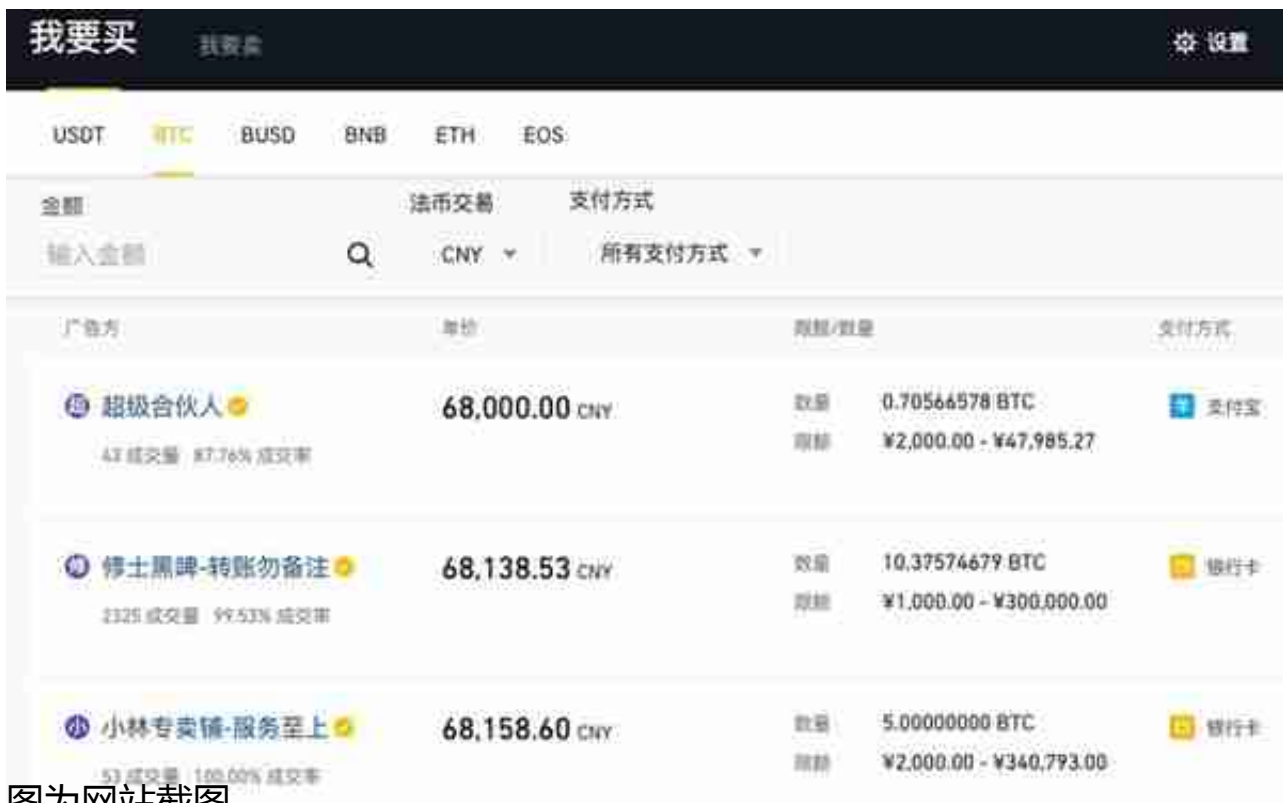 我要买 我要卖 设置
USDT BTC BUSD BNB ETH EOS
金额 法币交易 支付方式
输入金额 CNY 所有支付方式
广告方 单价 限额/数量 支付方式
超 超级合伙人 68,000.00 CNY 数量 0.70566578 BTC 支付宝
43 成交量 87.76% 成交率 限额 ¥2,000.00 - ¥47,985.27
修 修士黑啤-转账勿备注 68,138.53 CNY 数量 10.37574679 BTC 银行卡
2325 成交量 99.53% 成交率 限额 ¥1,000.00 - ¥300,000.00
小 小林专卖铺-服务至上 68,158.60 CNY 数量 5.00000000 BTC 银行卡
53 成交量 100.00% 成交率 限额 ¥2,000.00 - ¥340,793.00
图为网站截图